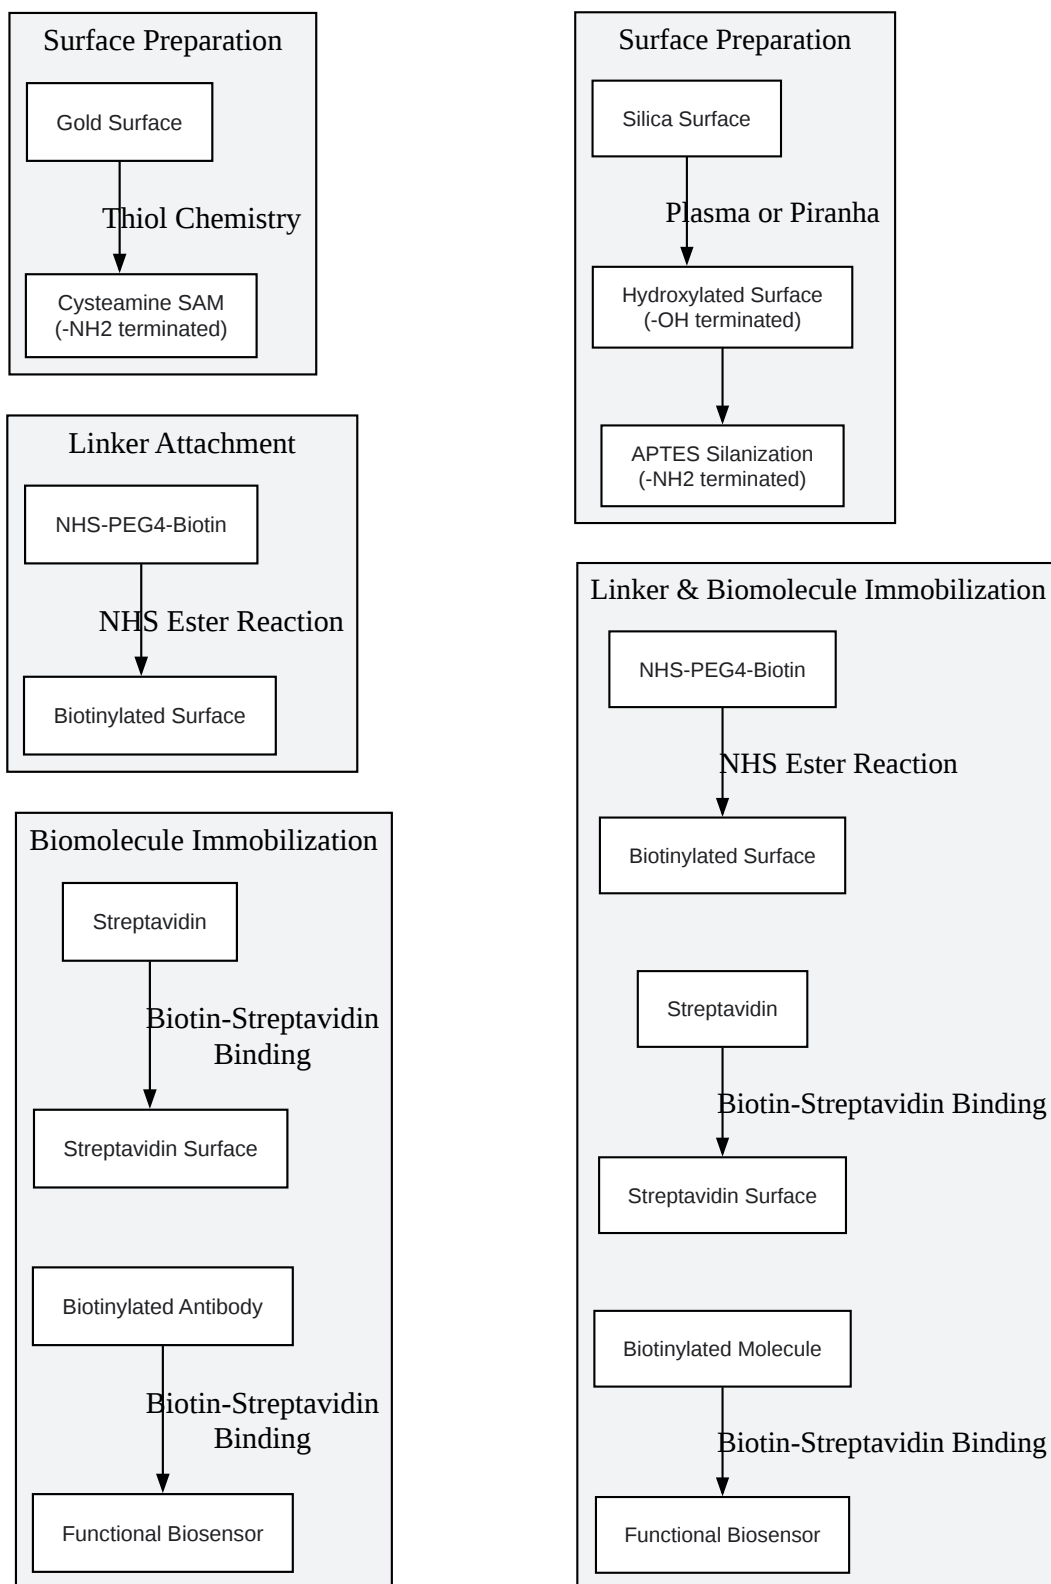 Surface Preparation
Gold Surface
Thiol Chemistry
Cysteamine SAM
(-NH2 terminated)
Linker Attachment
NHS-PEG4-Biotin
NHS Ester Reaction
Biotinylated Surface
Biomolecule Immobilization
Streptavidin
Biotin-Streptavidin
Binding
Streptavidin Surface
Biotinylated Antibody
Biotin-Streptavidin
Binding
Functional Biosensor
Surface Preparation
Silica Surface
Plasma or Piranha
Hydroxylated Surface
(-OH terminated)
APTES Silanization
(-NH2 terminated)
Linker & Biomolecule Immobilization
NHS-PEG4-Biotin
NHS Ester Reaction
Biotinylated Surface
Streptavidin
Biotin-Streptavidin Binding
Streptavidin Surface
Biotinylated Molecule
Biotin-Streptavidin Binding
Functional Biosensor